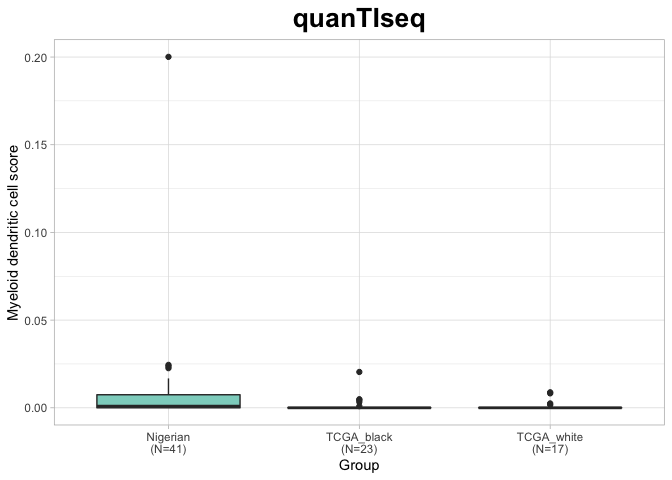 quanTIseq
Myeloid dendritic cell score
0.20
0.15
0.10
0.05
0.00
Nigerian
(N=41)
TCGA_black
(N=23)
TCGA_white
(N=17)
Group